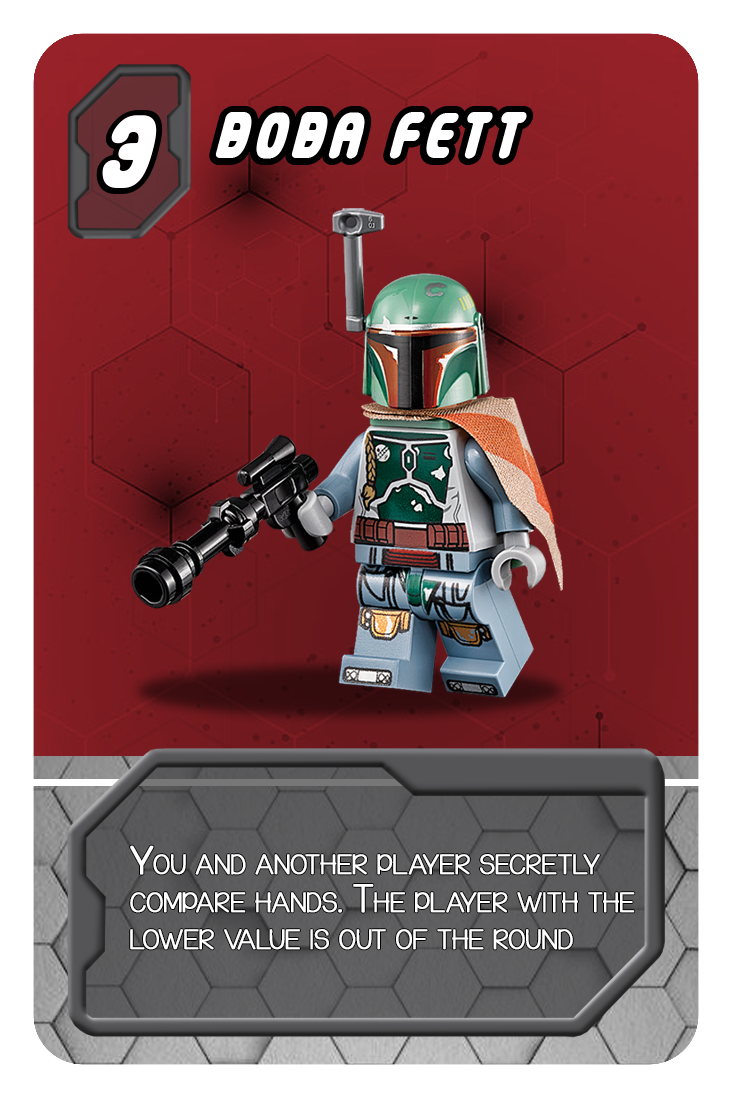 3
BOBA FETT
You and another player secretly
compare hands. The player with the
lower value is out of the round